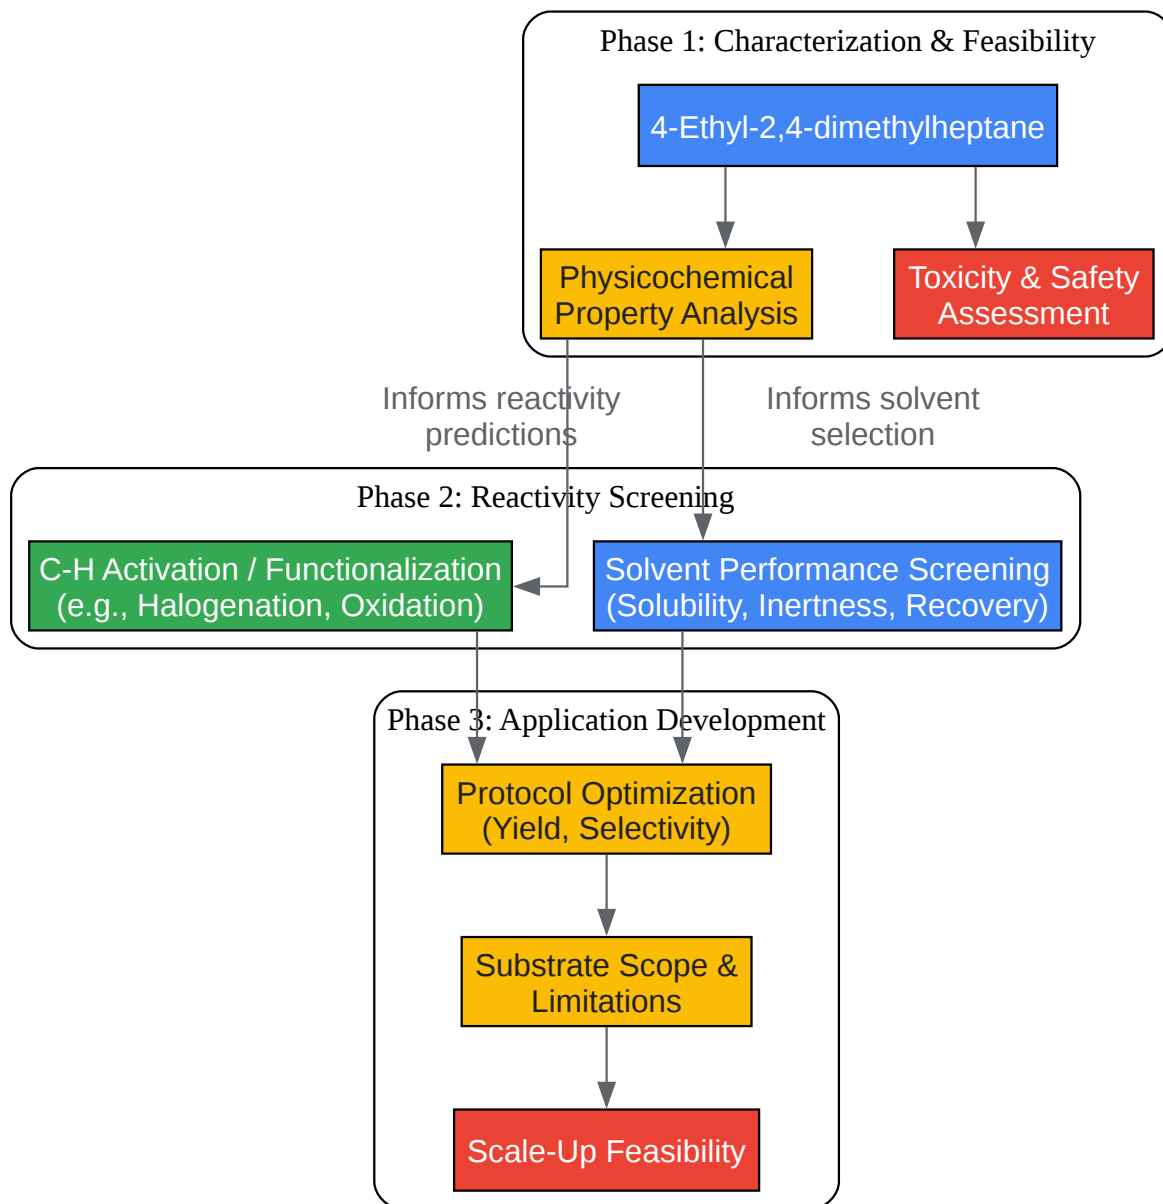 Phase 1: Characterization & Feasibility
4-Ethyl-2,4-dimethylheptane
Physicochemical
Property Analysis
Toxicity & Safety
Assessment
Informs reactivity
predictions
Informs solvent
selection
Phase 2: Reactivity Screening
C-H Activation / Functionalization
(e.g., Halogenation, Oxidation)
Solvent Performance Screening
(Solubility, Inertness, Recovery)
Phase 3: Application Development
Protocol Optimization
(Yield, Selectivity)
Substrate Scope &
Limitations
Scale-Up Feasibility